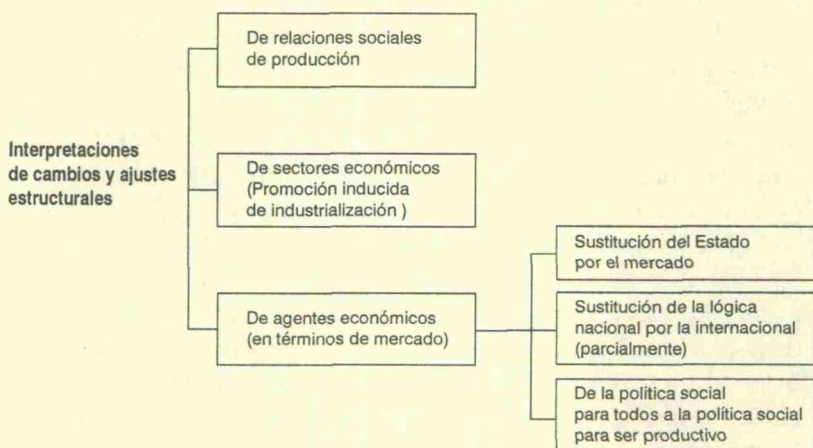 Interpretaciones
de cambios y ajustes
estructurales
De relaciones sociales
de producción
De sectores económicos
(Promoción inducida
de industrialización )
De agentes económicos
(en términos de mercado)
Sustitución del Estado
por el mercado
Sustitución de la lógica
nacional por la internacional
(parcialmente)
De la política social
para todos a la política social
para ser productivo